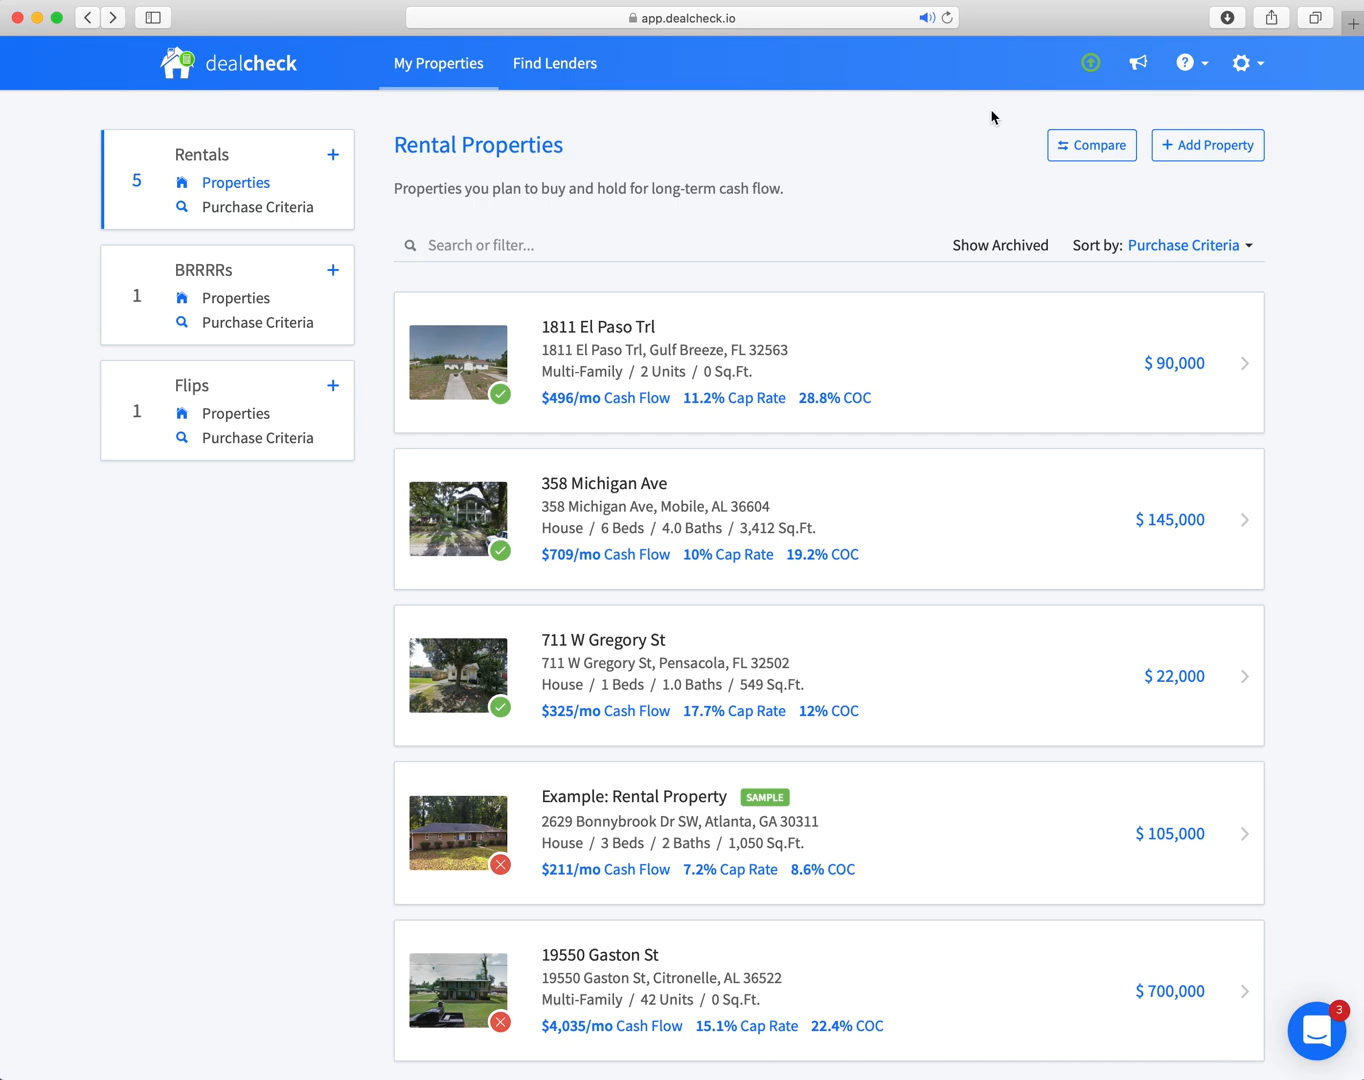 app.dealcheck.io
dealcheck
My Properties
Find Lenders
Rentals
5
Properties
Purchase Criteria
BRRRRs
1
Properties
Purchase Criteria
Flips
1
Properties
Purchase Criteria
Rental Properties
Compare
+ Add Property
Properties you plan to buy and hold for long-term cash flow.
Search or filter...
Show Archived
Sort by: Purchase Criteria
1811 El Paso Trl
1811 El Paso Trl, Gulf Breeze, FL 32563
Multi-Family / 2 Units / 0 Sq.Ft.
$496/mo Cash Flow 11.2% Cap Rate 28.8% COC
$ 90,000
358 Michigan Ave
358 Michigan Ave, Mobile, AL 36604
House / 6 Beds / 4.0 Baths / 3,412 Sq.Ft.
$709/mo Cash Flow 10% Cap Rate 19.2% COC
$ 145,000
711 W Gregory St
711 W Gregory St, Pensacola, FL 32502
House / 1 Beds / 1.0 Baths / 549 Sq.Ft.
$325/mo Cash Flow 17.7% Cap Rate 12% COC
$ 22,000
Example: Rental Property SAMPLE
2629 Bonnybrook Dr SW, Atlanta, GA 30311
House / 3 Beds / 2 Baths / 1,050 Sq.Ft.
$211/mo Cash Flow 7.2% Cap Rate 8.6% COC
$ 105,000
19550 Gaston St
19550 Gaston St, Citronelle, AL 36522
Multi-Family / 42 Units / 0 Sq.Ft.
$4,035/mo Cash Flow 15.1% Cap Rate 22.4% COC
$ 700,000
3